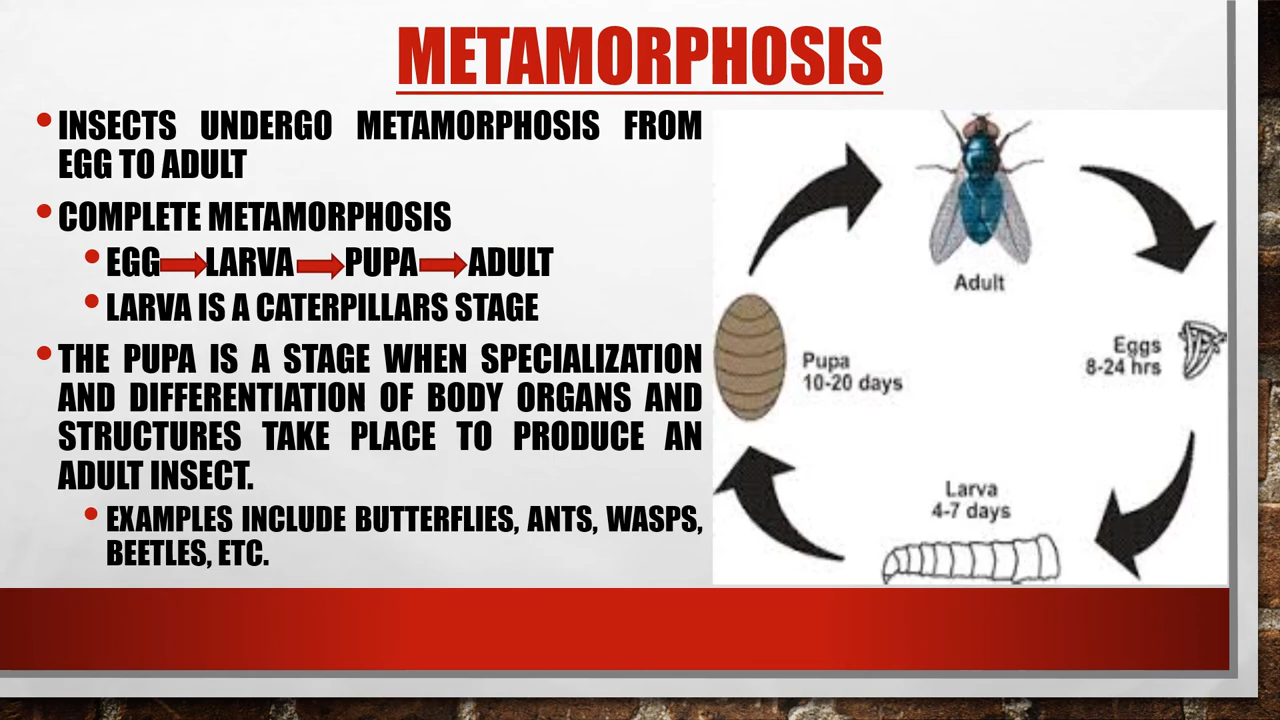 METAMORPHOSIS
• INSECTS UNDERGO METAMORPHOSIS FROM
EGG TO ADULT
• COMPLETE METAMORPHOSIS
• EGG LARVA PUPA ADULT
• LARVA IS A CATERPILLARS STAGE
• THE PUPA IS A STAGE WHEN SPECIALIZATION
AND DIFFERENTIATION OF BODY ORGANS AND
STRUCTURES TAKE PLACE TO PRODUCE AN
ADULT INSECT.
• EXAMPLES INCLUDE BUTTERFLIES, ANTS, WASPS,
BEETLES, ETC.
Adult
Eggs
8-24 hrs
Larva
4-7 days
Pupa
10-20 days